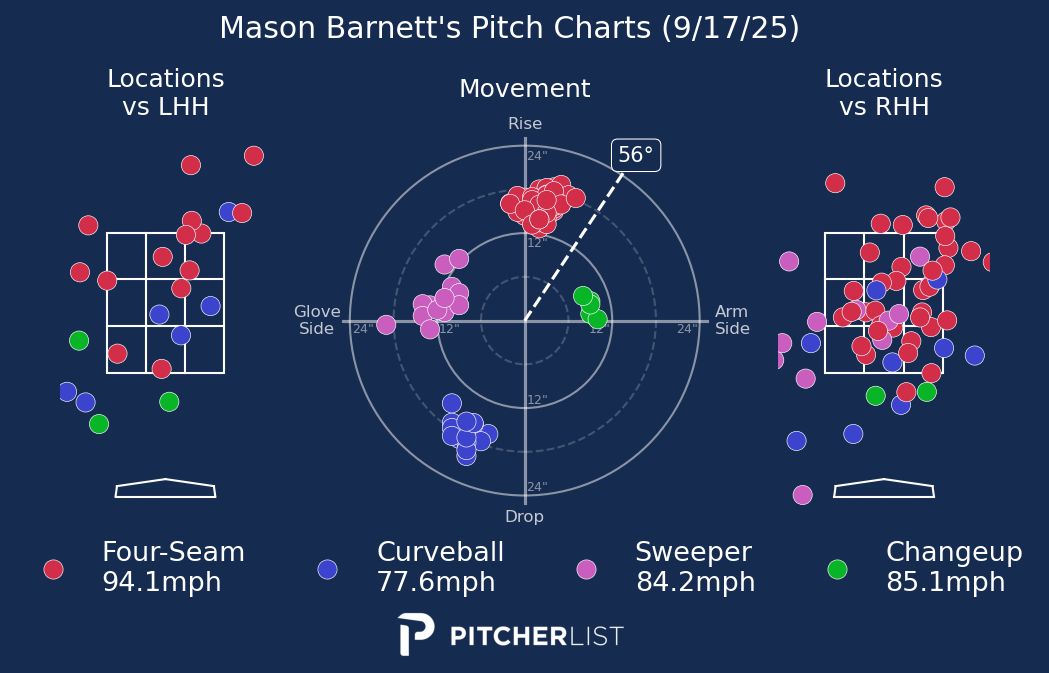 Mason Barnett's Pitch Charts (9/17/25)
Locations
vs LHH
Movement
Locations
vs RHH
Rise
24"
56°
12"
Glove
Side
24"
12"
12"
24"
Arm
Side
12"
24"
Drop
Four-Seam
94.1mph
Curveball
77.6mph
Sweeper
84.2mph
Changeup
85.1mph
PITCHERLIST